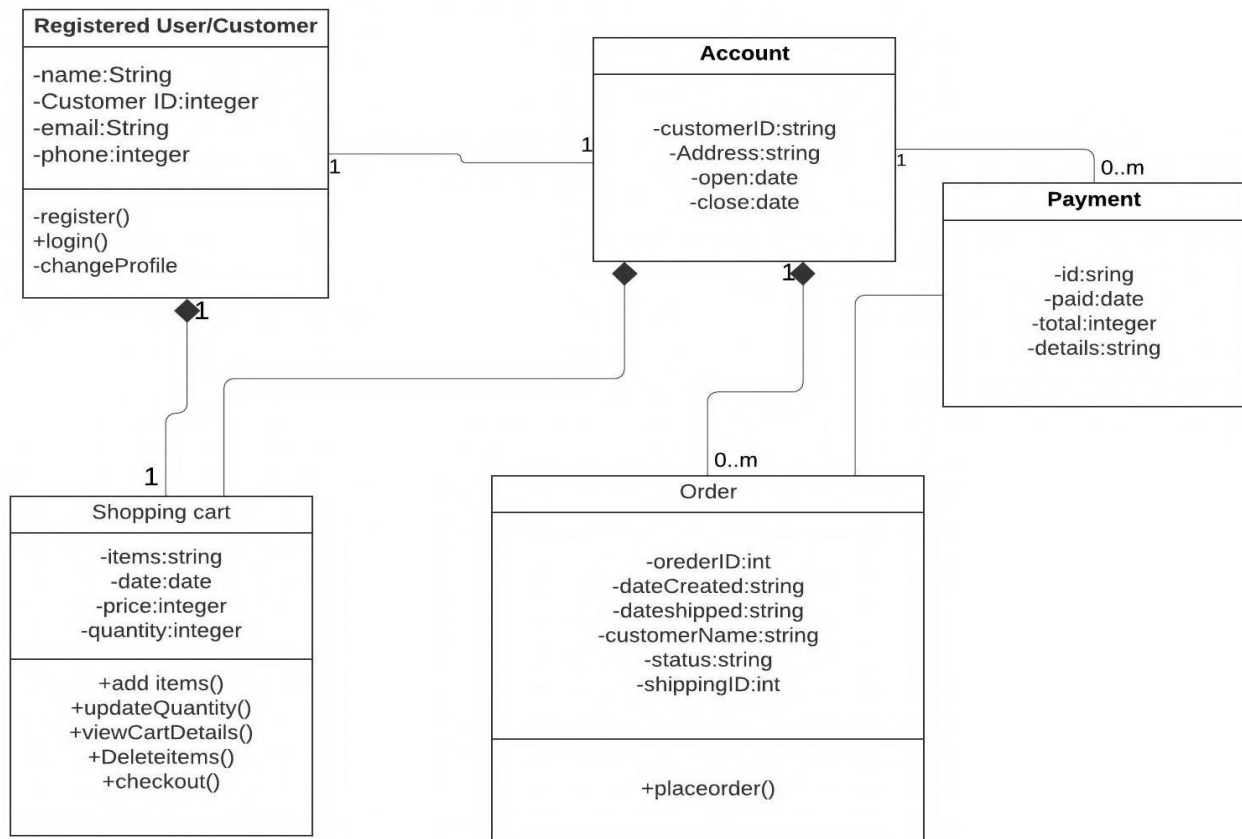 Registered User/Customer
-name:String
-Customer ID:integer
-email:String
-phone:integer
-register()
+login()
-changeProfile
1
1
Account
-customerID:string
-Address:string
-open:date
-close:date
1
0..m
Payment
-id:sring
-paid:date
-total:integer
-details:string
1
1
1
0..m
Shopping cart
-items:string
-date:date
-price:integer
-quantity:integer
+add items()
+updateQuantity()
+viewCartDetails()
+Deleteitems()
+checkout()
Order
-orederID:int
-dateCreated:string
-dateshipped:string
-customerName:string
-status:string
-shippingID:int
+placeorder()